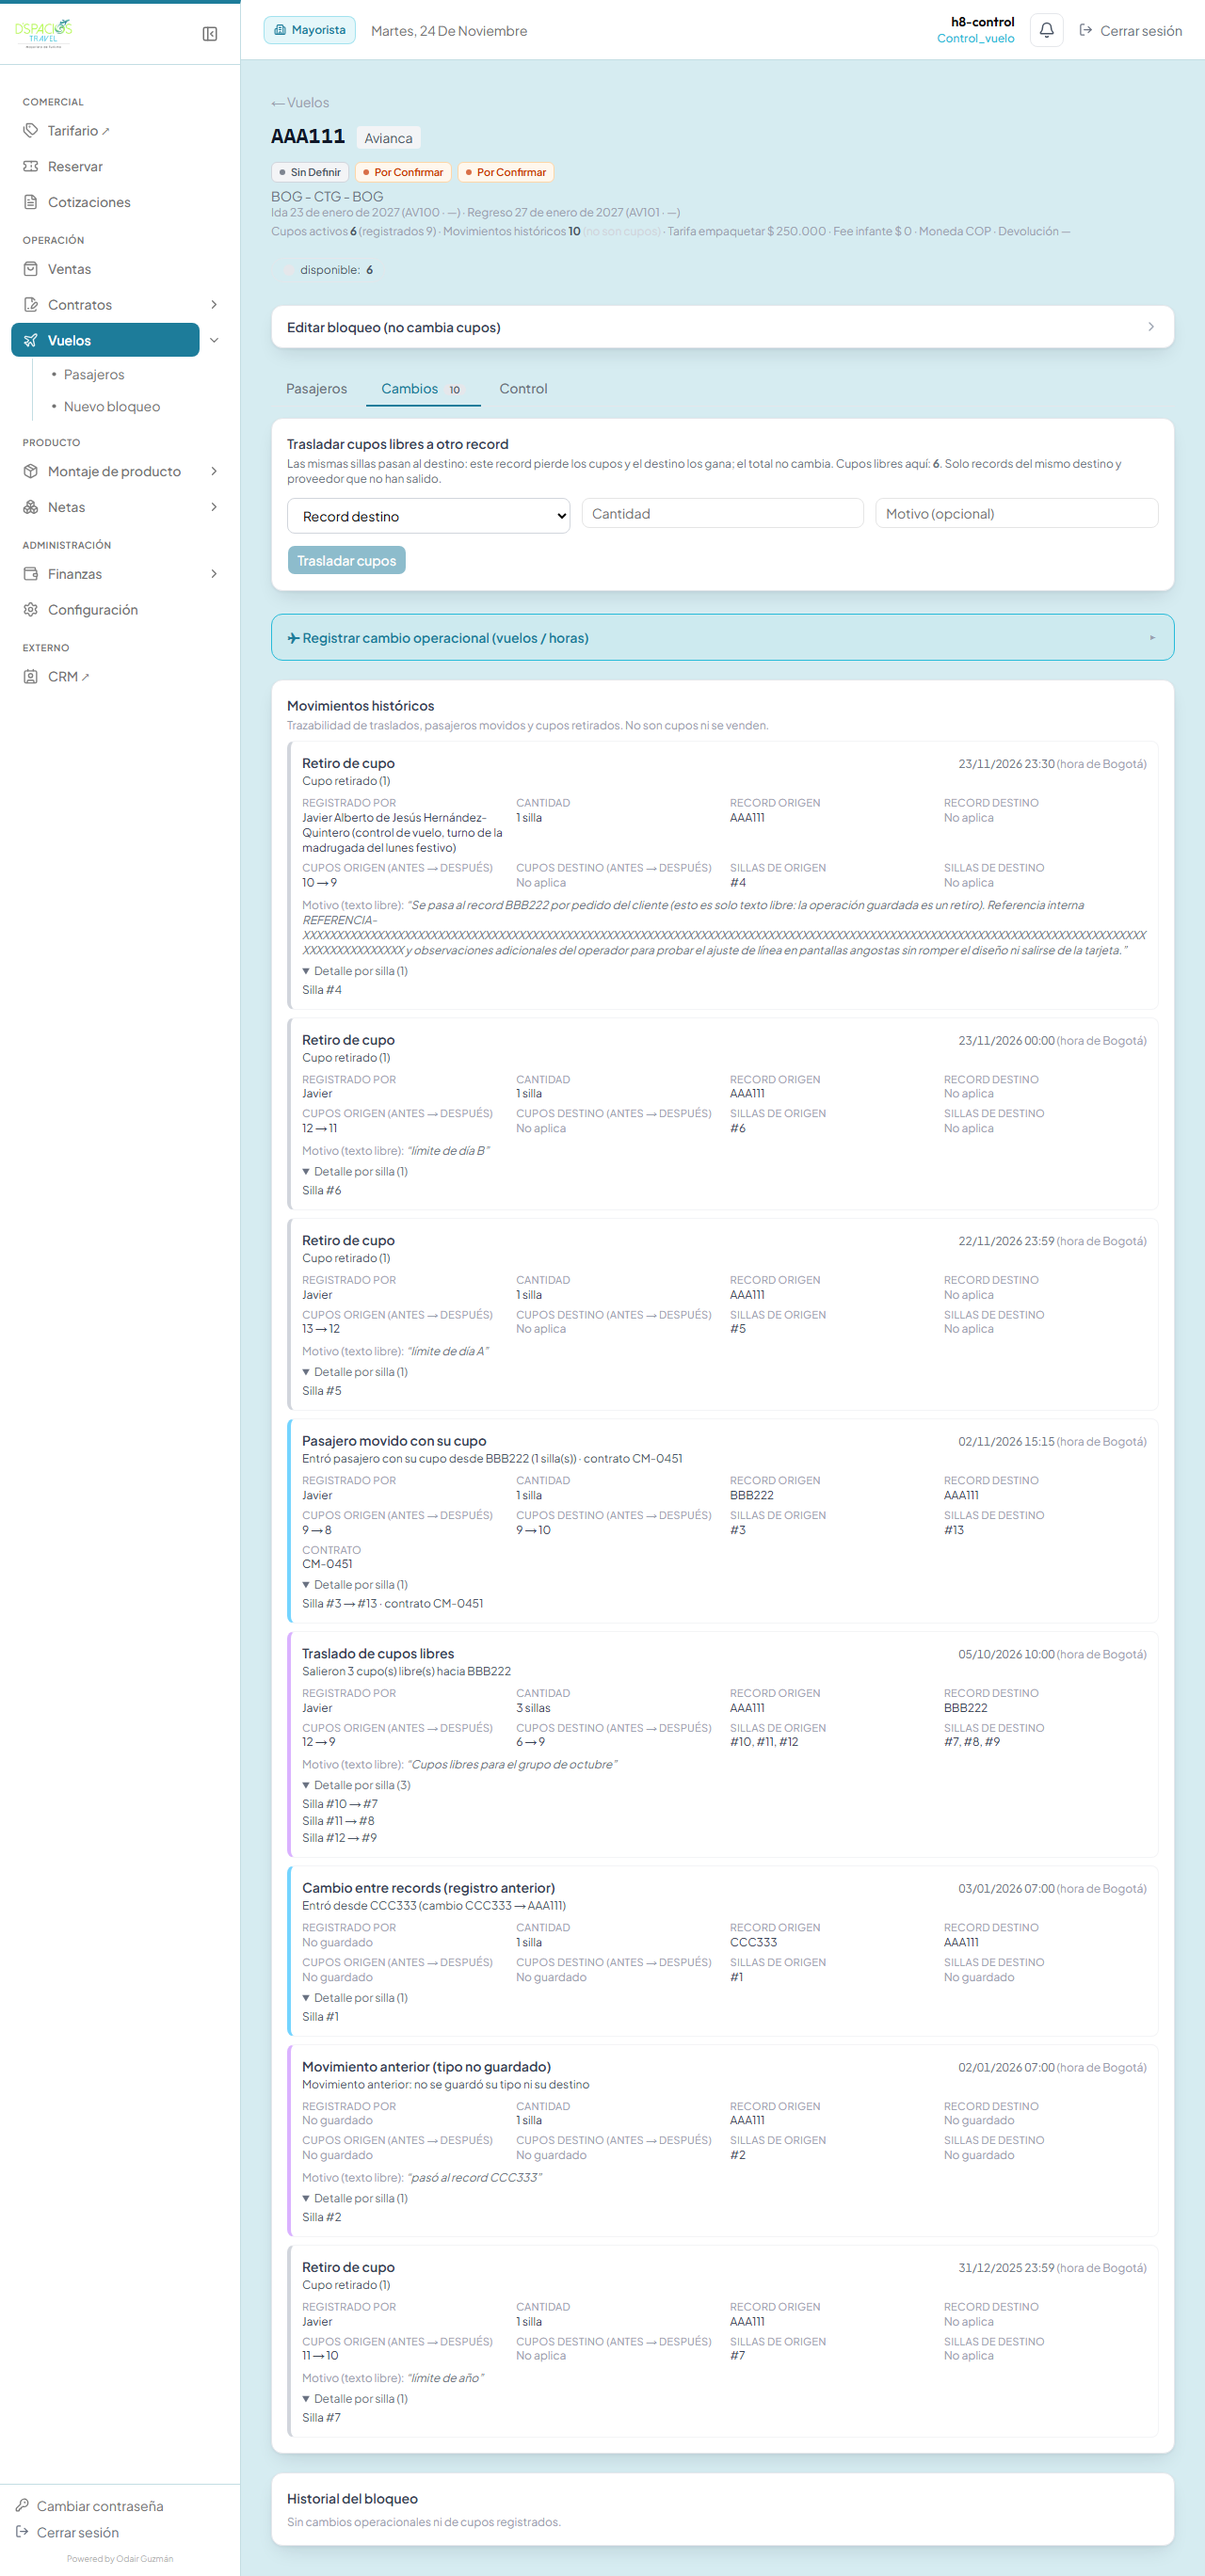 D'SPACIOS
TRAVEL
COMERCIAL
Tarifario ↗
Reservar
Cotizaciones
OPERACIÓN
Ventas
Contratos
Vuelos
• Pasajeros
• Nuevo bloqueo
PRODUCTO
Montaje de producto
Netas
ADMINISTRACIÓN
Finanzas
Configuración
EXTERNO
CRM ↗
Cambiar contraseña
Cerrar sesión
Powered by Odair Guzmán
Mayorista
Martes, 24 De Noviembre
h8-control
Control_vuelo
Cerrar sesión
← Vuelos
AAA111 Avianca
Sin Definir Por Confirmar Por Confirmar
BOG - CTG - BOG
Ida 23 de enero de 2027 (AV100 · —) · Regreso 27 de enero de 2027 (AV101 · —)
Cupos activos 6 (registrados 9) · Movimientos históricos 10 (no son cupos) · Tarifa empaquetar $ 250.000 · Fee infante $ 0 · Moneda COP · Devolución —
disponible: 6
Editar bloqueo (no cambia cupos)
Pasajeros Cambios 10 Control
Trasladar cupos libres a otro record
Las mismas sillas pasan al destino: este record pierde los cupos y el destino los gana; el total no cambia. Cupos libres aquí: 6. Solo records del mismo destino y
proveedor que no han salido.
Record destino Cantidad Motivo (opcional)
Trasladar cupos
✈ Registrar cambio operacional (vuelos / horas)
Movimientos históricos
Trazabilidad de traslados, pasajeros movidos y cupos retirados. No son cupos ni se venden.
Retiro de cupo 23/11/2026 23:30 (hora de Bogotá)
Cupo retirado (1)
REGISTRADO POR CANTIDAD RECORD ORIGEN RECORD DESTINO
Javier Alberto de Jesús Hernández- 1 silla AAA111 No aplica
Quintero (control de vuelo, turno de la
madrugada del lunes festivo)
CUPOS ORIGEN (ANTES → DESPUÉS) CUPOS DESTINO (ANTES → DESPUÉS) SILLAS DE ORIGEN SILLAS DE DESTINO
10 → 9 No aplica #4 No aplica
Motivo (texto libre): “Se pasa al record BBB222 por pedido del cliente (esto es solo texto libre: la operación guardada es un retiro). Referencia interna
REFERENCIA-
y observaciones adicionales del operador para probar el ajuste de línea en pantallas angostas sin romper el diseño ni salirse de la tarjeta.”
▼ Detalle por silla (1)
Silla #4
Retiro de cupo 23/11/2026 00:00 (hora de Bogotá)
Cupo retirado (1)
REGISTRADO POR CANTIDAD RECORD ORIGEN RECORD DESTINO
Javier 1 silla AAA111 No aplica
CUPOS ORIGEN (ANTES → DESPUÉS) CUPOS DESTINO (ANTES → DESPUÉS) SILLAS DE ORIGEN SILLAS DE DESTINO
12 → 11 No aplica #6 No aplica
Motivo (texto libre): “límite de día B”
▼ Detalle por silla (1)
Silla #6
Retiro de cupo 22/11/2026 23:59 (hora de Bogotá)
Cupo retirado (1)
REGISTRADO POR CANTIDAD RECORD ORIGEN RECORD DESTINO
Javier 1 silla AAA111 No aplica
CUPOS ORIGEN (ANTES → DESPUÉS) CUPOS DESTINO (ANTES → DESPUÉS) SILLAS DE ORIGEN SILLAS DE DESTINO
13 → 12 No aplica #5 No aplica
Motivo (texto libre): “límite de día A”
▼ Detalle por silla (1)
Silla #5
Pasajero movido con su cupo 02/11/2026 15:15 (hora de Bogotá)
Entró pasajero con su cupo desde BBB222 (1 silla(s)) · contrato CM-0451
REGISTRADO POR CANTIDAD RECORD ORIGEN RECORD DESTINO
Javier 1 silla BBB222 AAA111
CUPOS ORIGEN (ANTES → DESPUÉS) CUPOS DESTINO (ANTES → DESPUÉS) SILLAS DE ORIGEN SILLAS DE DESTINO
9 → 8 9 → 10 #3 #13
CONTRATO
CM-0451
▼ Detalle por silla (1)
Silla #3 → #13 · contrato CM-0451
Traslado de cupos libres 05/10/2026 10:00 (hora de Bogotá)
Salieron 3 cupo(s) libre(s) hacia BBB222
REGISTRADO POR CANTIDAD RECORD ORIGEN RECORD DESTINO
Javier 3 sillas AAA111 BBB222
CUPOS ORIGEN (ANTES → DESPUÉS) CUPOS DESTINO (ANTES → DESPUÉS) SILLAS DE ORIGEN SILLAS DE DESTINO
12 → 9 6 → 9 #10, #11, #12 #7, #8, #9
Motivo (texto libre): “Cupos libres para el grupo de octubre”
▼ Detalle por silla (3)
Silla #10 → #7
Silla #11 → #8
Silla #12 → #9
Cambio entre records (registro anterior) 03/01/2026 07:00 (hora de Bogotá)
Entró desde CCC333 (cambio CCC333 → AAA111)
REGISTRADO POR CANTIDAD RECORD ORIGEN RECORD DESTINO
No guardado 1 silla CCC333 AAA111
CUPOS ORIGEN (ANTES → DESPUÉS) CUPOS DESTINO (ANTES → DESPUÉS) SILLAS DE ORIGEN SILLAS DE DESTINO
No guardado No guardado #1 No guardado
▼ Detalle por silla (1)
Silla #1
Movimiento anterior (tipo no guardado) 02/01/2026 07:00 (hora de Bogotá)
Movimiento anterior: no se guardó su tipo ni su destino
REGISTRADO POR CANTIDAD RECORD ORIGEN RECORD DESTINO
No guardado 1 silla AAA111 No guardado
CUPOS ORIGEN (ANTES → DESPUÉS) CUPOS DESTINO (ANTES → DESPUÉS) SILLAS DE ORIGEN SILLAS DE DESTINO
No guardado No guardado #2 No guardado
Motivo (texto libre): “pasó al record CCC333”
▼ Detalle por silla (1)
Silla #2
Retiro de cupo 31/12/2025 23:59 (hora de Bogotá)
Cupo retirado (1)
REGISTRADO POR CANTIDAD RECORD ORIGEN RECORD DESTINO
Javier 1 silla AAA111 No aplica
CUPOS ORIGEN (ANTES → DESPUÉS) CUPOS DESTINO (ANTES → DESPUÉS) SILLAS DE ORIGEN SILLAS DE DESTINO
11 → 10 No aplica #7 No aplica
Motivo (texto libre): “límite de año”
▼ Detalle por silla (1)
Silla #7
Historial del bloqueo
Sin cambios operacionales ni de cupos registrados.